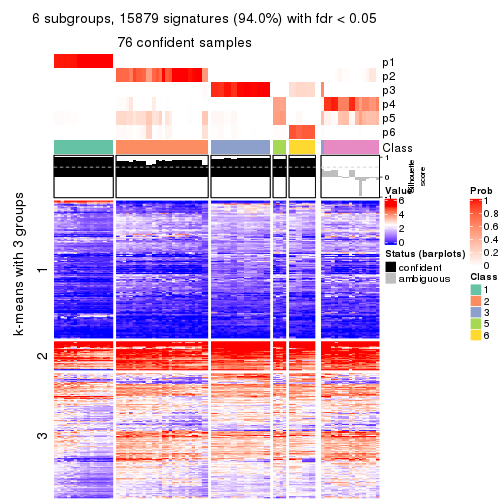 6 subgroups, 15879 signatures (94.0%) with fdr < 0.05
76 confident samples
p1
p2
p3
p4
p5
p6
Class
1
0
Silhouette
score
k-means with 3 groups
1
2
3
Value
6
4
2
0
Status (barplots)
confident
ambiguous
Prob
1
0.8
0.6
0.4
0.2
0
Class
1
2
3
5
6